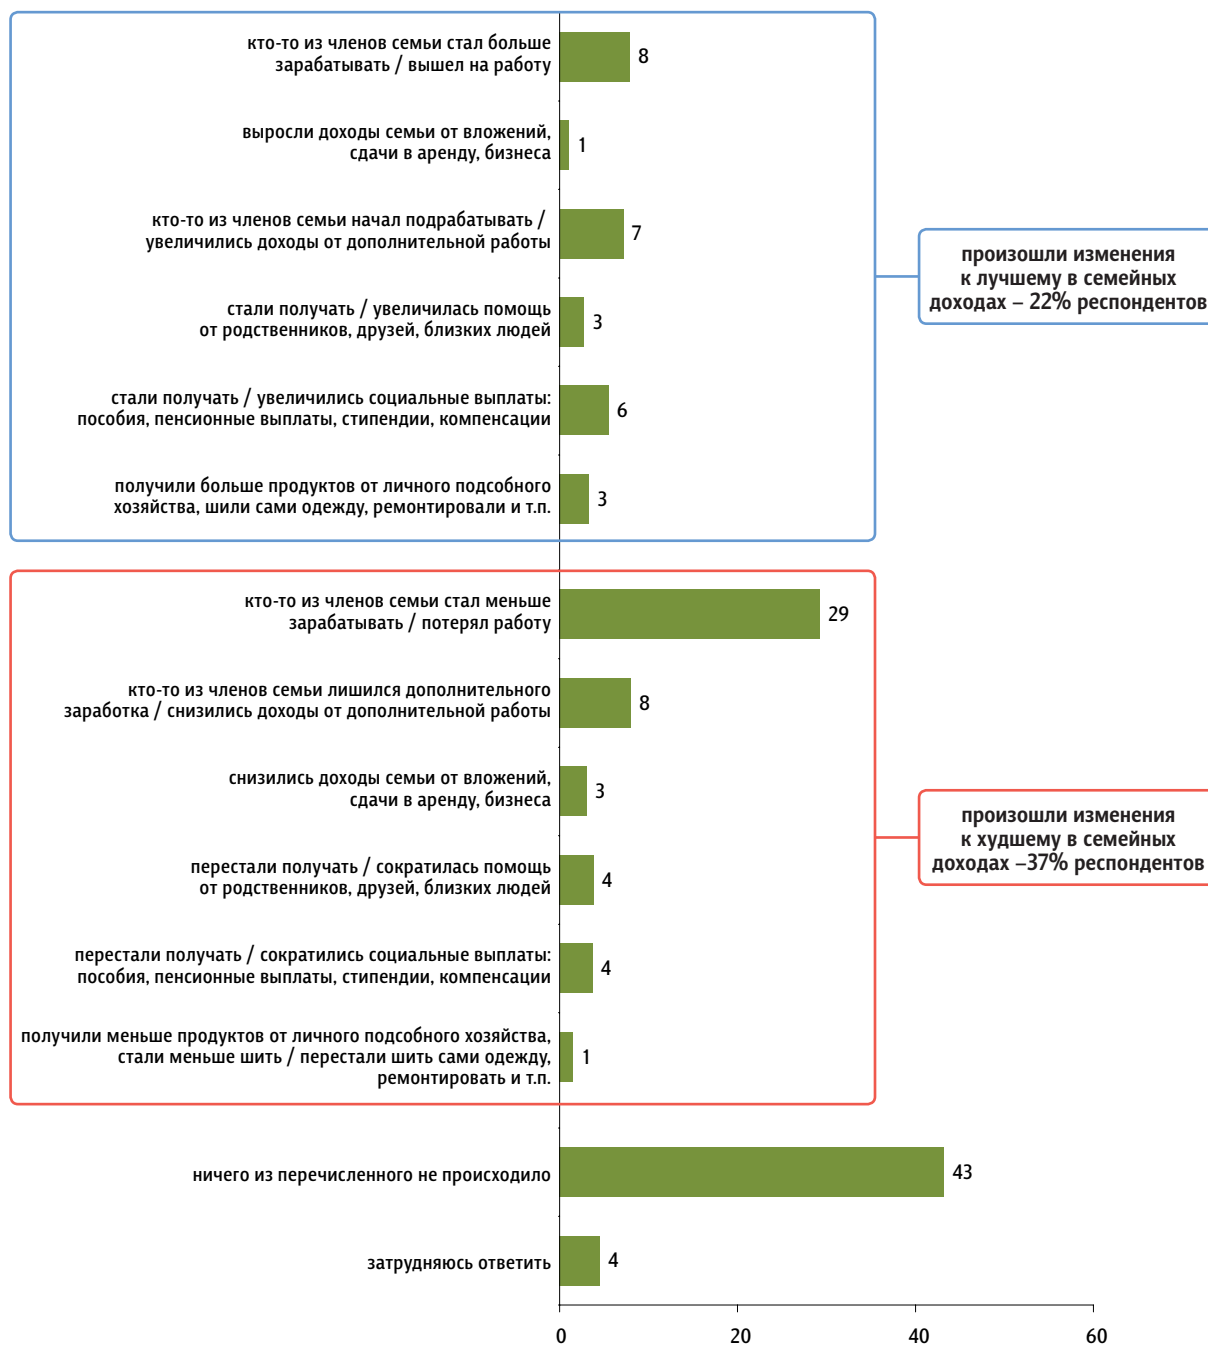 кто-то из членов семьи стал больше
зарабатывать / вышел на работу
8
выросли доходы семьи от вложений,
сдачи в аренду, бизнеса
1
кто-то из членов семьи начал подрабатывать /
увеличились доходы от дополнительной работы
7
стали получать / увеличилась помощь
от родственников, друзей, близких людей
3
стали получать / увеличились социальные выплаты:
пособия, пенсионные выплаты, стипендии, компенсации
6
получили больше продуктов от личного подсобного
хозяйства, шили сами одежду, ремонтировали и т.п.
3
произошли изменения
к лучшему в семейных
доходах – 22% респондентов
кто-то из членов семьи стал меньше
зарабатывать / потерял работу
29
кто-то из членов семьи лишился дополнительного
заработка / снизились доходы от дополнительной работы
8
снизились доходы семьи от вложений,
сдачи в аренду, бизнеса
3
перестали получать / сократилась помощь
от родственников, друзей, близких людей
4
перестали получать / сократились социальные выплаты:
пособия, пенсионные выплаты, стипендии, компенсации
4
получили меньше продуктов от личного подсобного хозяйства,
стали меньше шить / перестали шить сами одежду,
ремонтировать и т.п.
1
произошли изменения
к худшему в семейных
доходах –37% респондентов
ничего из перечисленного не происходило
43
затрудняюсь ответить
4
0 20 40 60